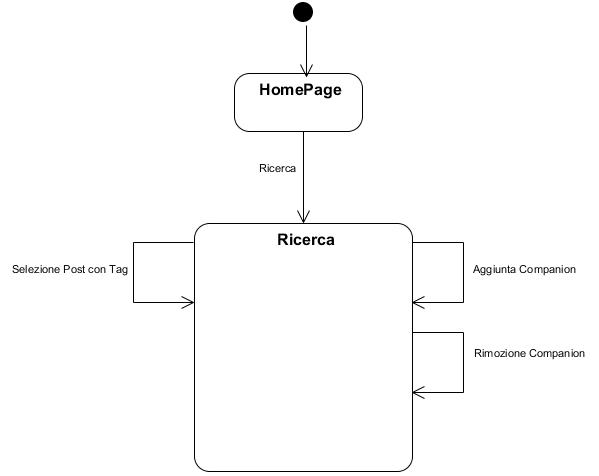 HomePage
Ricerca
Ricerca
Selezione Post con Tag
Aggiunta Companion
Rimozione Companion